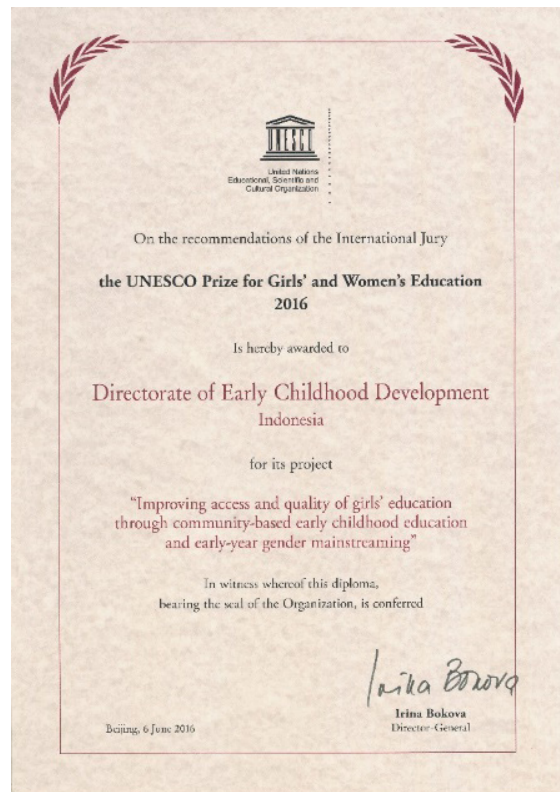 UNESCO
United Nations
Educational, Scientific and
Cultural Organization
On the recommendations of the International Jury
the UNESCO Prize for Girls' and Women's Education
2016
Is hereby awarded to
Directorate of Early Childhood Development
Indonesia
for its project
“Improving access and quality of girls' education
through community-based early childhood education
and early-year gender mainstreaming”
In witness whereof this diploma,
bearing the seal of the Organization, is conferred
Irina Bokova
Irina Bokova
Director-General
Beijing, 6 June 2016